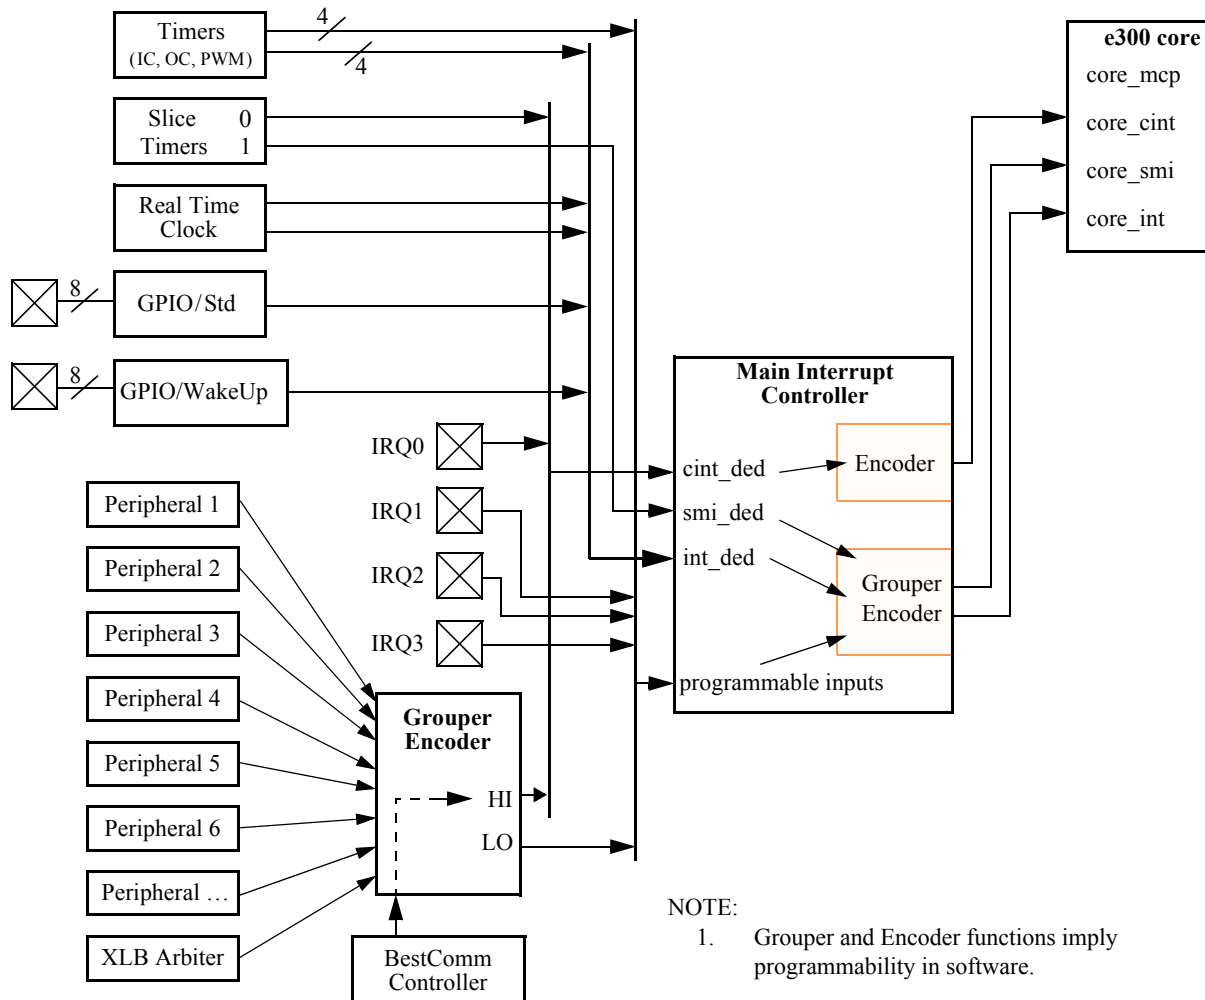 4
Timers
(IC, OC, PWM)
4
e300 core
core_mcp
core_cint
core_smi
core_int
Slice 0
Timers 1
Real Time
Clock
8
GPIO/Std
8
GPIO/WakeUp
Main Interrupt
Controller
IRQ0
cint_ded
Encoder
IRQ1
smi_ded
IRQ2
int_ded
Grouper
Encoder
IRQ3
programmable inputs
Peripheral 1
Peripheral 2
Peripheral 3
Peripheral 4
Peripheral 5
Peripheral 6
Peripheral …
XLB Arbiter
Grouper
Encoder
HI
LO
BestComm
Controller
NOTE:
1. Grouper and Encoder functions imply
programmability in software.